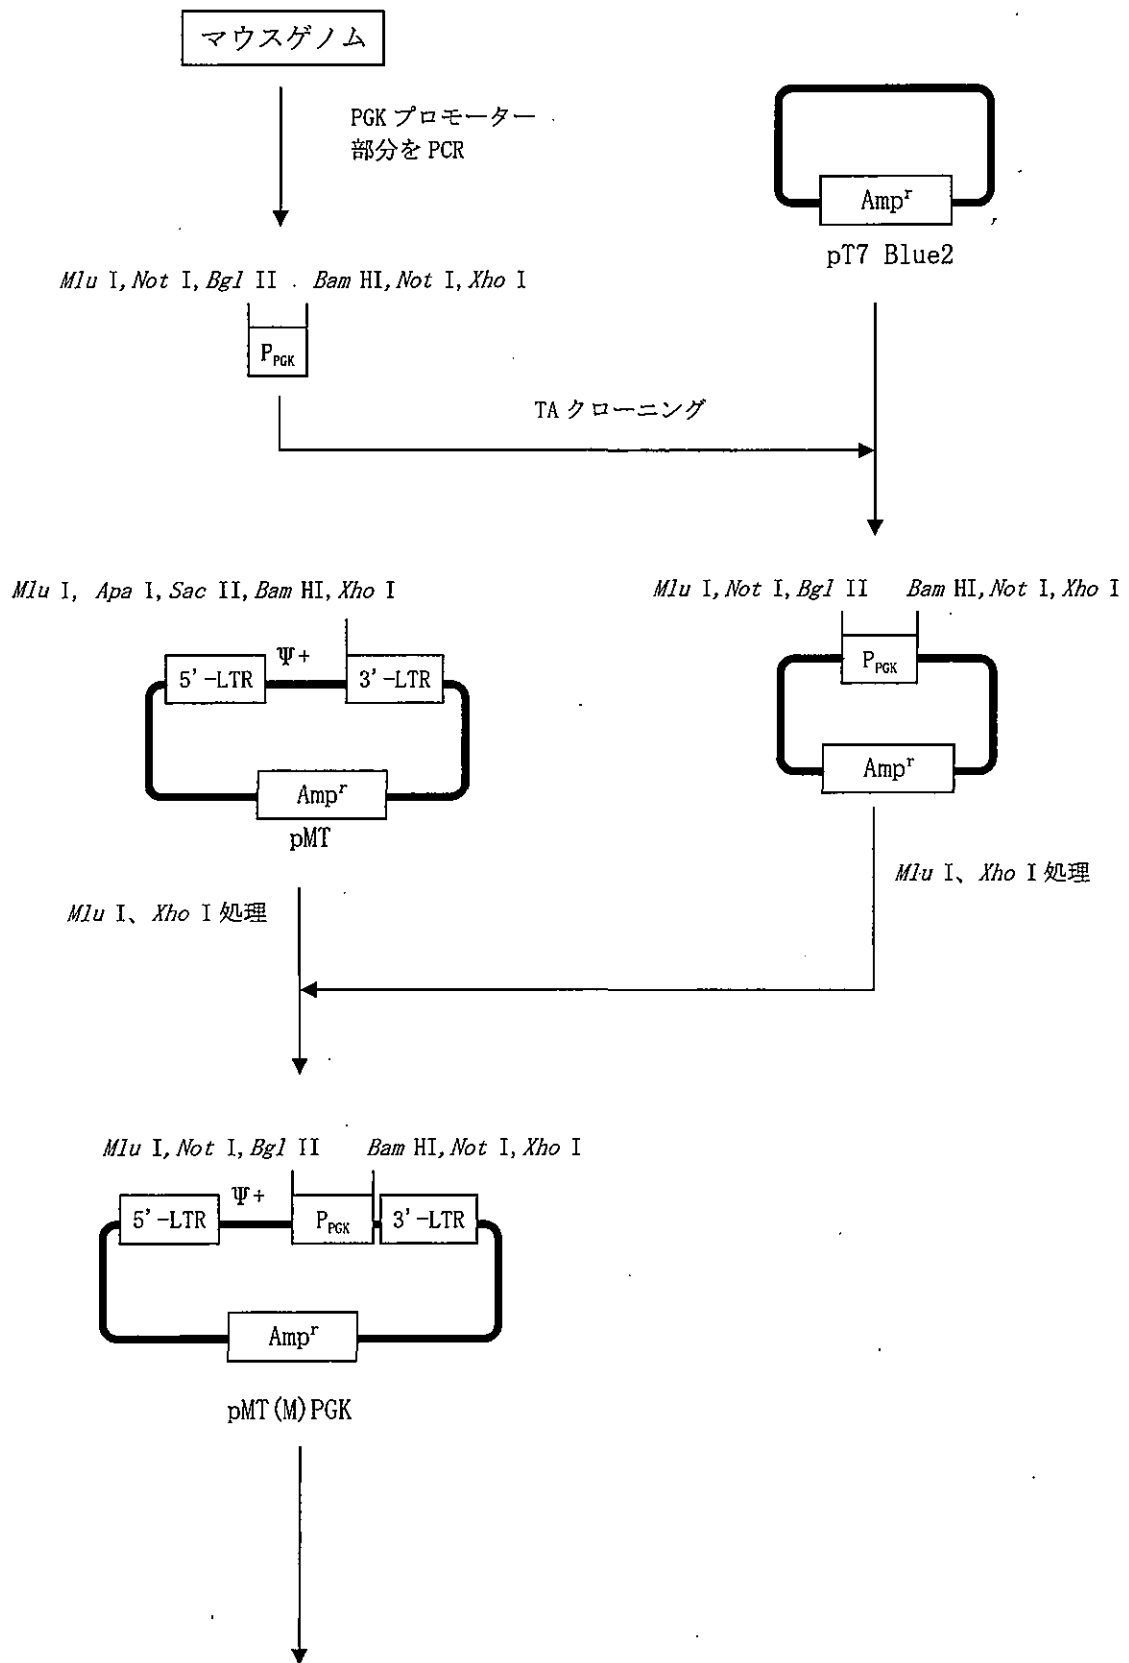 マウスゲノム
PGK プロモーター
部分を PCR
Ampʳ
pT7 Blue2
Mlu I, Not I, Bgl II
Bam HI, Not I, Xho I
P_PGK
TA クローニング
Mlu I, Apa I, Sac II, Bam HI, Xho I
5'-LTR
Ψ+
3'-LTR
Ampʳ
pMT
Mlu I, Not I, Bgl II
Bam HI, Not I, Xho I
P_PGK
Ampʳ
Mlu I、Xho I 処理
Mlu I、Xho I 処理
Mlu I, Not I, Bgl II
Bam HI, Not I, Xho I
5'-LTR
Ψ+
P_PGK
3'-LTR
Ampʳ
pMT(M)PGK